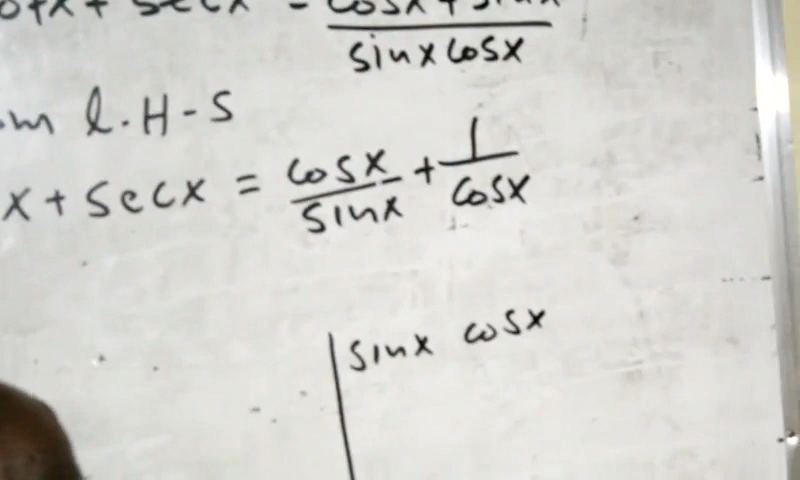 x + secx = cosx + sinx
sinx cosx
m L.H-S
x + secx = cosx/sinx + 1/cosx
sinx cosx